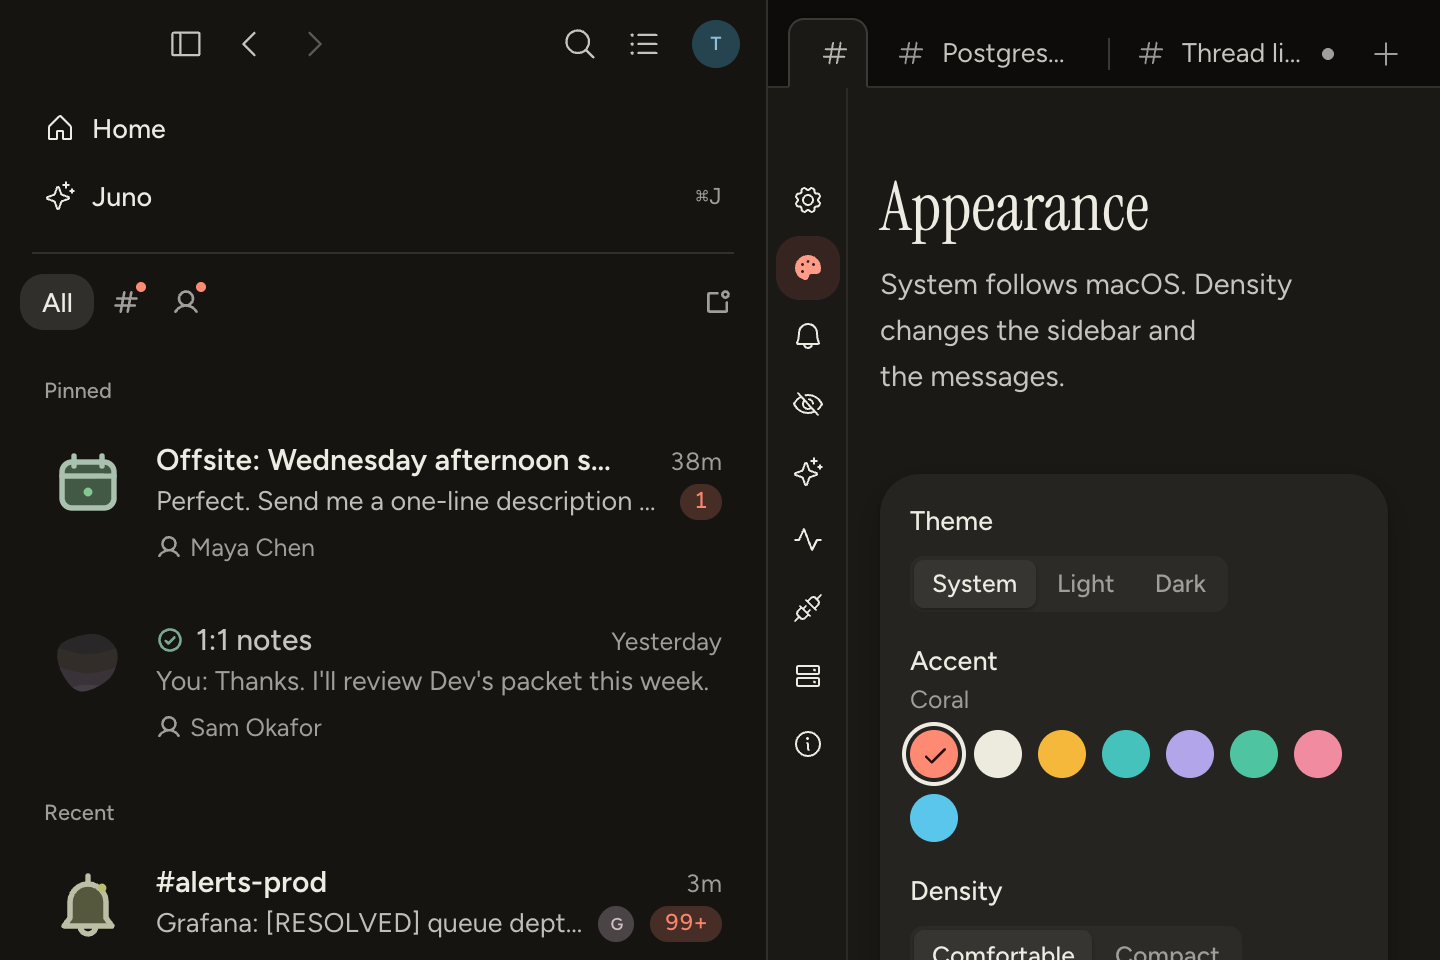 T
Home
Juno
⌘J
All
Pinned
Offsite: Wednesday afternoon s...
38m
Perfect. Send me a one-line description ...
1
Maya Chen
1:1 notes
Yesterday
You: Thanks. I'll review Dev's packet this week.
Sam Okafor
Recent
#alerts-prod
3m
Grafana: [RESOLVED] queue dept...
G
99+
#
# Postgres...
# Thread li...
Appearance
System follows macOS. Density
changes the sidebar and
the messages.
Theme
System
Light
Dark
Accent
Coral
Density
Comfortable
Compact